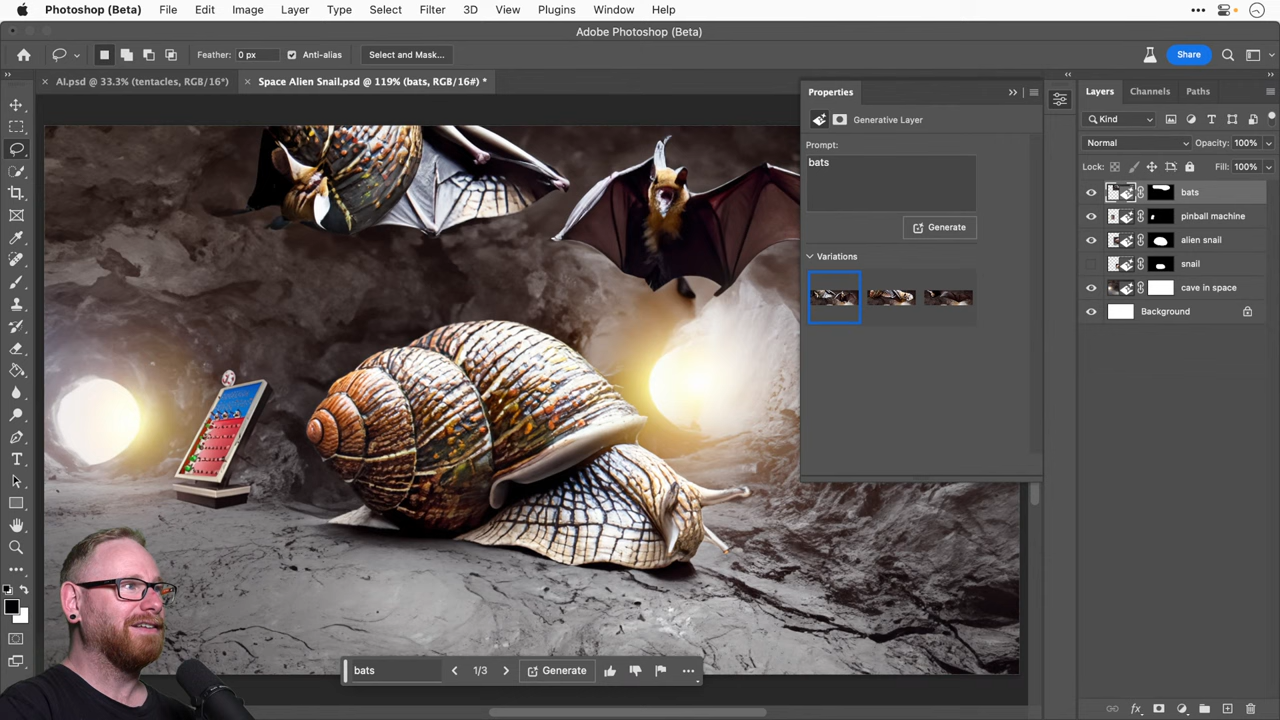 Photoshop (Beta) File Edit Image Layer Type Select Filter 3D View Plugins Window Help
Adobe Photoshop (Beta)
Feather: 0 px Anti-alias Select and Mask... Share
AI.psd @ 33.3% (tentacles, RGB/16*) Space Alien Snail.psd @ 119% (bats, RGB/16#) *
Properties
Generative Layer
Prompt:
bats
Generate
Variations
Layers Channels Paths
Kind
Normal Opacity: 100%
Lock: Fill: 100%
bats
pinball machine
alien snail
snail
cave in space
Background
bats 1/3 Generate